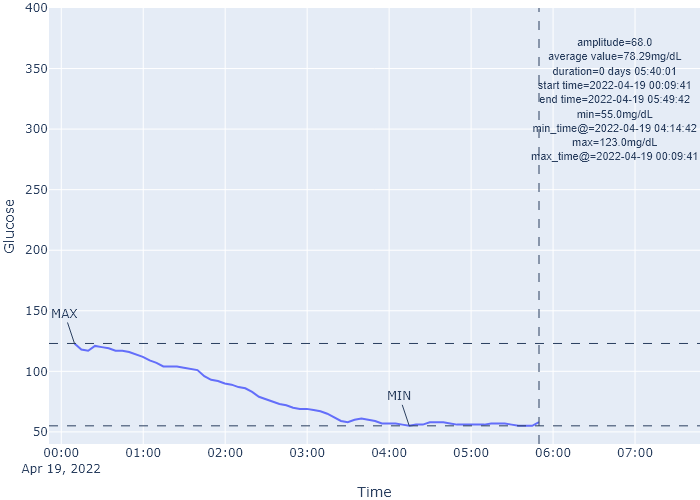 400
350
300
250
200
150
100
50
Glucose
amplitude=68.0
average value=78.29mg/dL
duration=0 days 05:40:01
start time=2022-04-19 00:09:41
end time=2022-04-19 05:49:42
min=55.0mg/dL
min_time@=2022-04-19 04:14:42
max=123.0mg/dL
max_time@=2022-04-19 00:09:41
MAX
MIN
00:00 01:00 02:00 03:00 04:00 05:00 06:00 07:00
Apr 19, 2022
Time